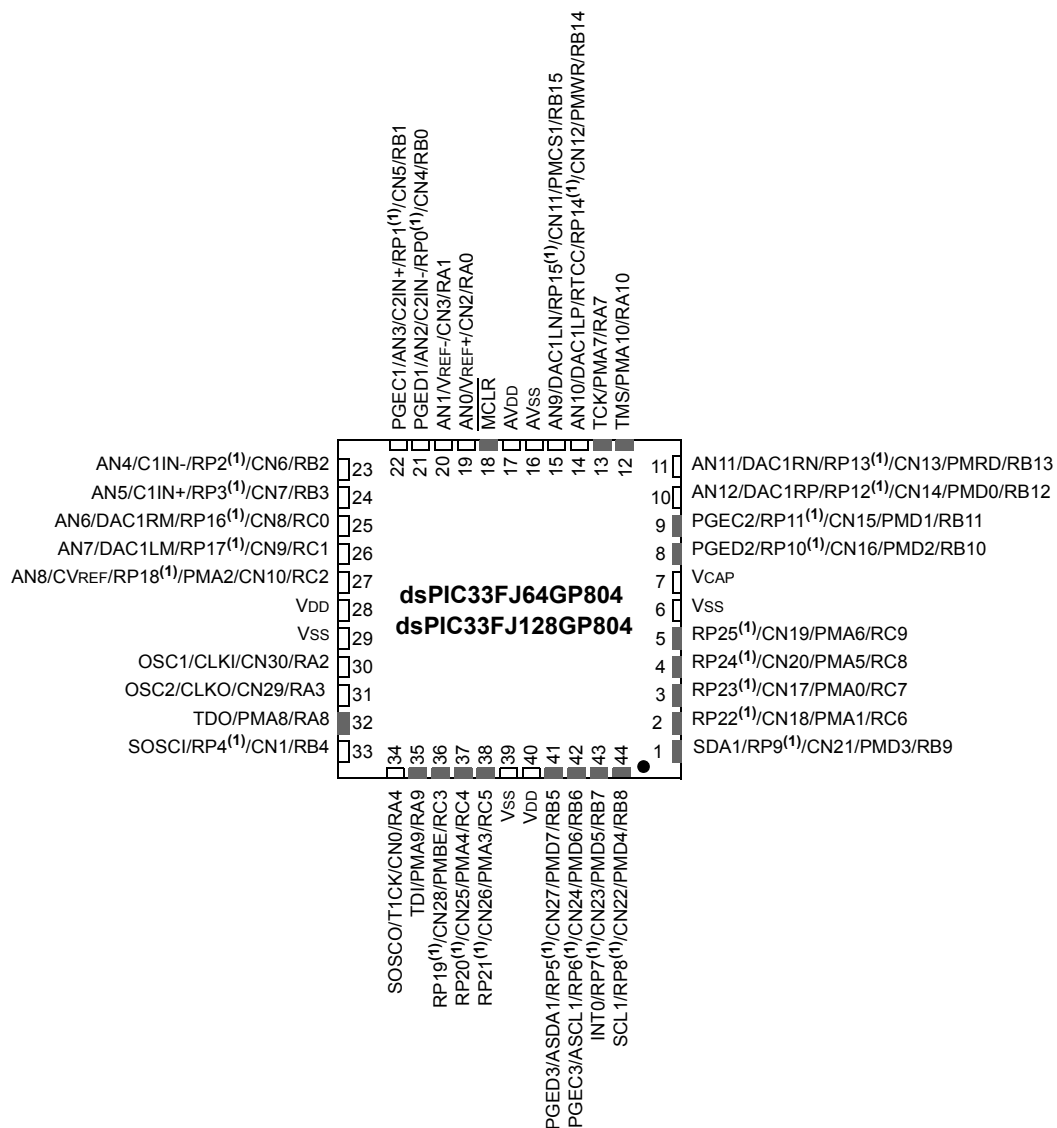 PGEC1/AN3/C2IN+/RP1(1)/CN5/RB1
PGED1/AN2/C2IN-/RP0(1)/CN4/RB0
AN1/VREF-/CN3/RA1
AN0/VREF+/CN2/RA0
MCLR
AVDD
AVSS
AN9/DAC1LN/RP15(1)/CN11/PMCS1/RB15
AN10/DAC1LP/RTCC/RP14(1)/CN12/PMWR/RB14
TCK/PMA7/RA7
TMS/PMA10/RA10
22 21 20 19 18 17 16 15 14 13 12
AN4/C1IN-/RP2(1)/CN6/RB2 23
AN5/C1IN+/RP3(1)/CN7/RB3 24
AN6/DAC1RM/RP16(1)/CN8/RC0 25
AN7/DAC1LM/RP17(1)/CN9/RC1 26
AN8/CVREF/RP18(1)/PMA2/CN10/RC2 27
VDD 28
VSS 29
OSC1/CLKI/CN30/RA2 30
OSC2/CLKO/CN29/RA3 31
TDO/PMA8/RA8 32
SOSCI/RP4(1)/CN1/RB4 33
dsPIC33FJ64GP804
dsPIC33FJ128GP804
11 AN11/DAC1RN/RP13(1)/CN13/PMRD/RB13
10 AN12/DAC1RP/RP12(1)/CN14/PMD0/RB12
9 PGEC2/RP11(1)/CN15/PMD1/RB11
8 PGED2/RP10(1)/CN16/PMD2/RB10
7 VCAP
6 VSS
5 RP25(1)/CN19/PMA6/RC9
4 RP24(1)/CN20/PMA5/RC8
3 RP23(1)/CN17/PMA0/RC7
2 RP22(1)/CN18/PMA1/RC6
1 SDA1/RP9(1)/CN21/PMD3/RB9
34 35 36 37 38 39 40 41 42 43 44
SOSCO/T1CK/CN0/RA4
TDI/PMA9/RA9
RP19(1)/CN28/PMBE/RC3
RP20(1)/CN25/PMA4/RC4
RP21(1)/CN26/PMA3/RC5
VSS
VDD
PGED3/ASDA1/RP5(1)/CN27/PMD7/RB5
PGEC3/ASCL1/RP6(1)/CN24/PMD6/RB6
INT0/RP7(1)/CN23/PMD5/RB7
SCL1/RP8(1)/CN22/PMD4/RB8